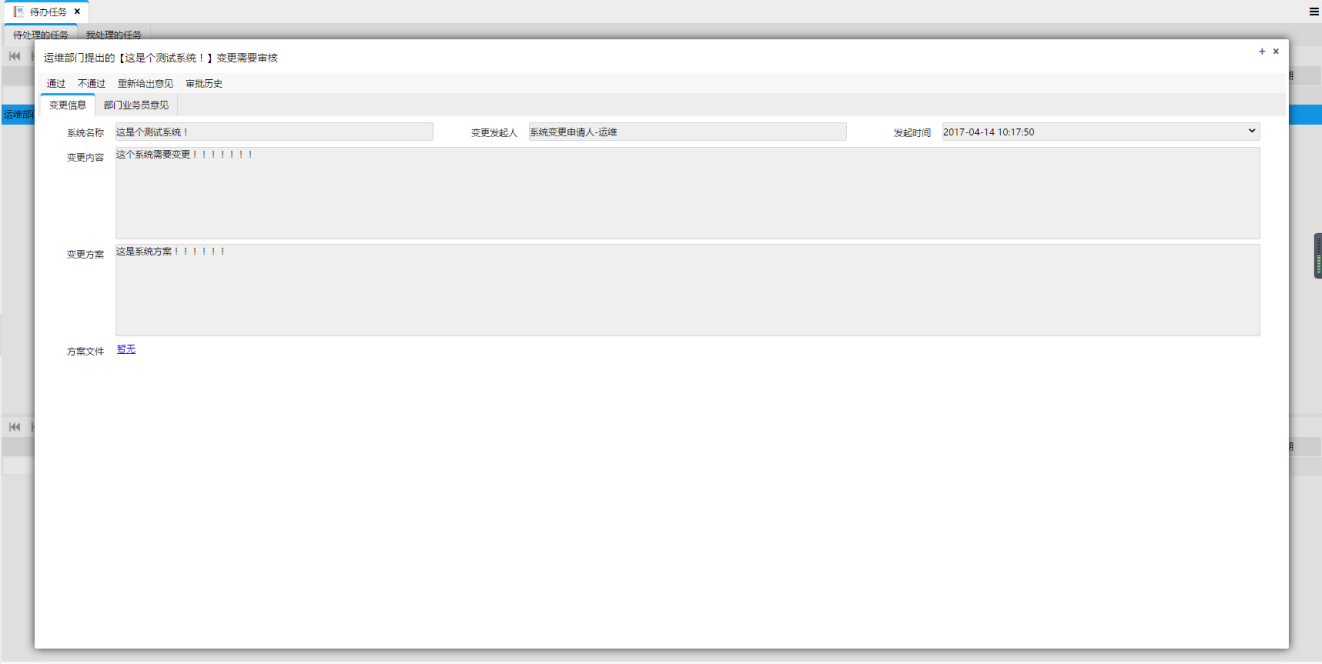 待办任务
待处理的任务 我处理的任务
运维部门提出的【这是个测试系统！】变更需要审核
通过 不通过 重新给出意见 审批历史
变更信息 部门业务员意见
运维部
系统名称 这是个测试系统！ 变更发起人 系统变更申请人-运维 发起时间 2017-04-14 10:17:50
变更内容 这个系统需要变更！！！！！！！
变更方案 这是系统方案！！！！！！
方案文件 暂无